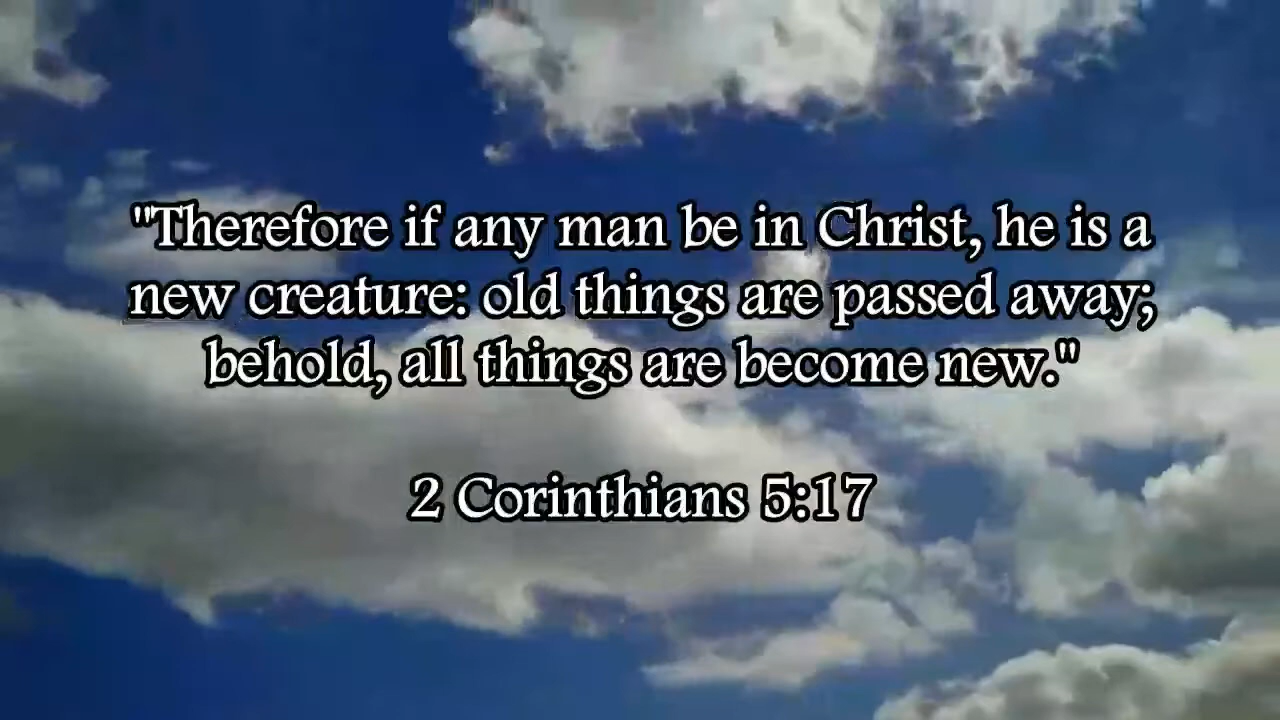 "Therefore if any man be in Christ, he is a
new creature: old things are passed away;
behold, all things are become new."
2 Corinthians 5:17